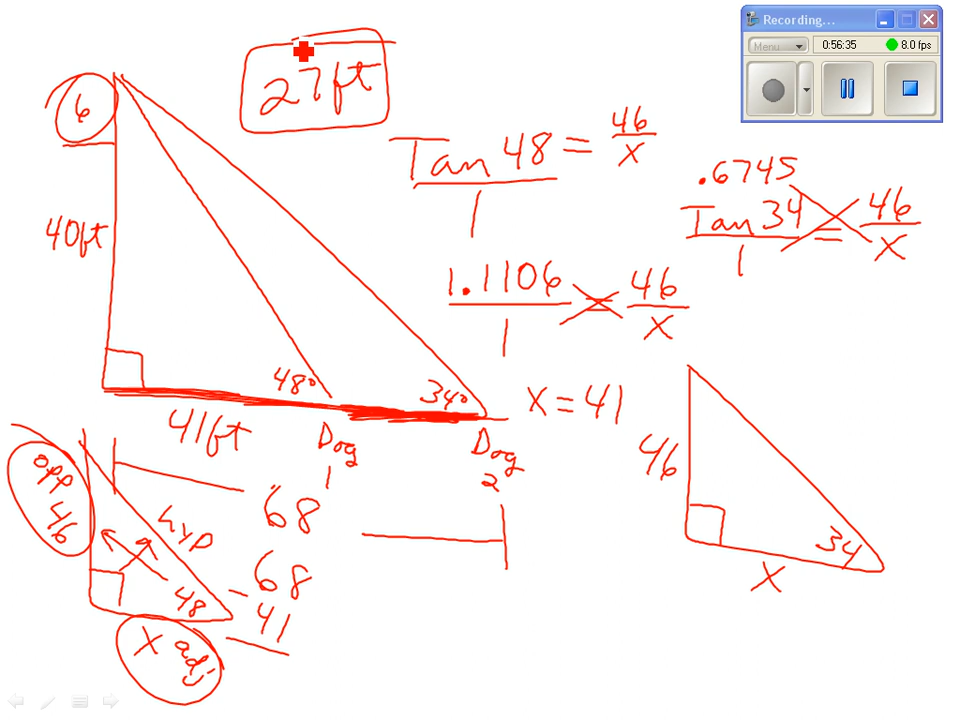 Recording...
Menu
0:56:35
8.0 fps
27ft
6
40ft
48°
34°
41ft
Dog
1
Dog
2
Tan 48 = 46/x
1
1.1106 = 46/x
1
x = 41
.6745
Tan 34 = 46/x
1
46
34
x
opp
46
hyp
48
x adj
68
68
- 41